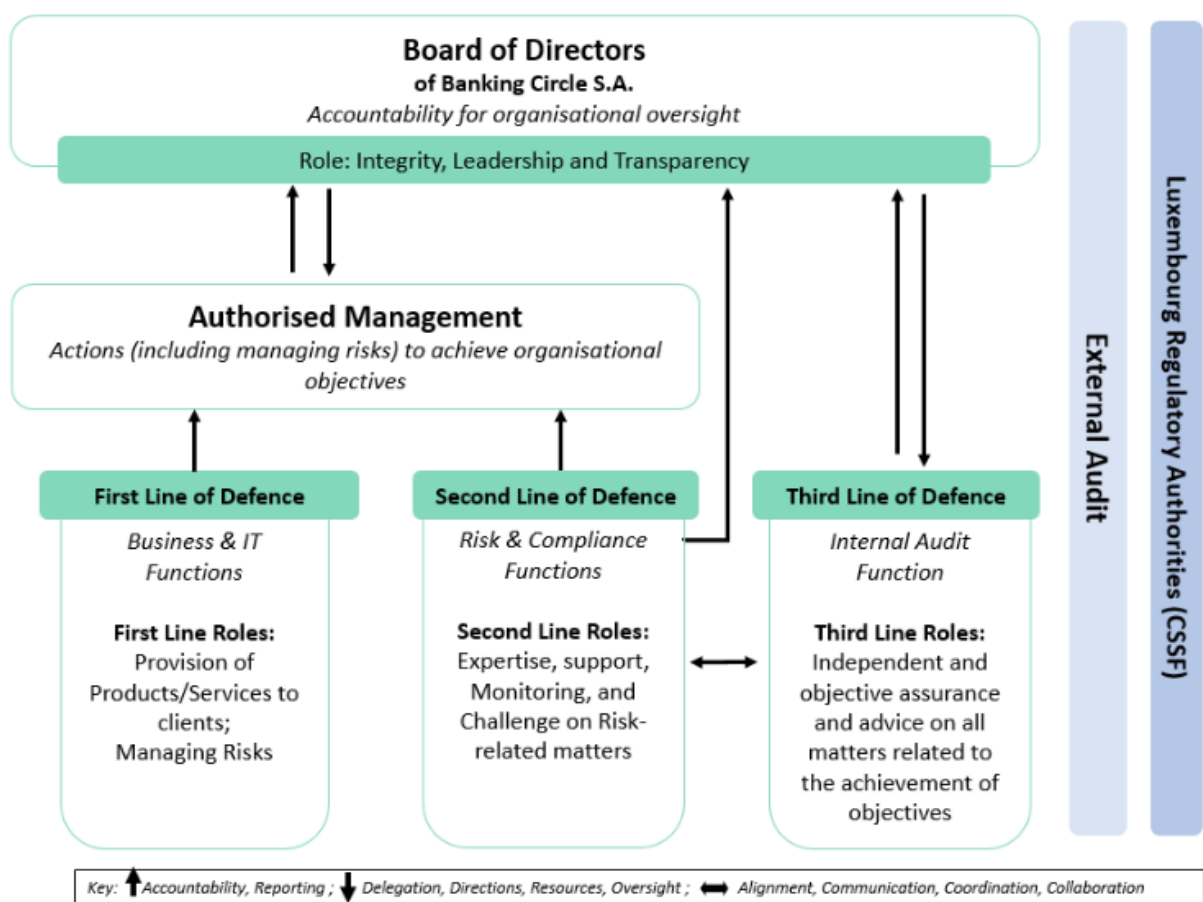 Board of Directors
of Banking Circle S.A.
Accountability for organisational oversight
Role: Integrity, Leadership and Transparency
Authorised Management
Actions (including managing risks) to achieve organisational
objectives
First Line of Defence
Business & IT
Functions
First Line Roles:
Provision of
Products/Services to
clients;
Managing Risks
Second Line of Defence
Risk & Compliance
Functions
Second Line Roles:
Expertise, support,
Monitoring, and
Challenge on Risk-
related matters
Third Line of Defence
Internal Audit
Function
Third Line Roles:
Independent and
objective assurance
and advice on all
matters related to
the achievement of
objectives
External Audit
Luxembourg Regulatory Authorities (CSSF)
Key: Accountability, Reporting ; Delegation, Directions, Resources, Oversight ; Alignment, Communication, Coordination, Collaboration